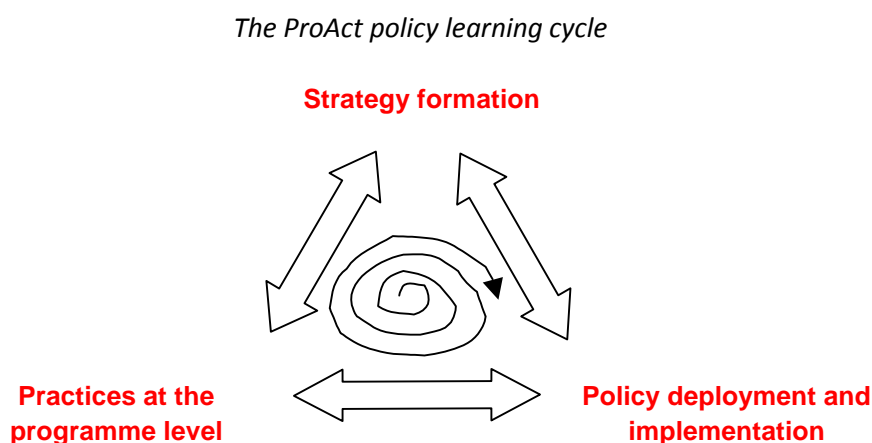 The ProAct policy learning cycle
Strategy formation
Practices at the
programme level
Policy deployment and
implementation